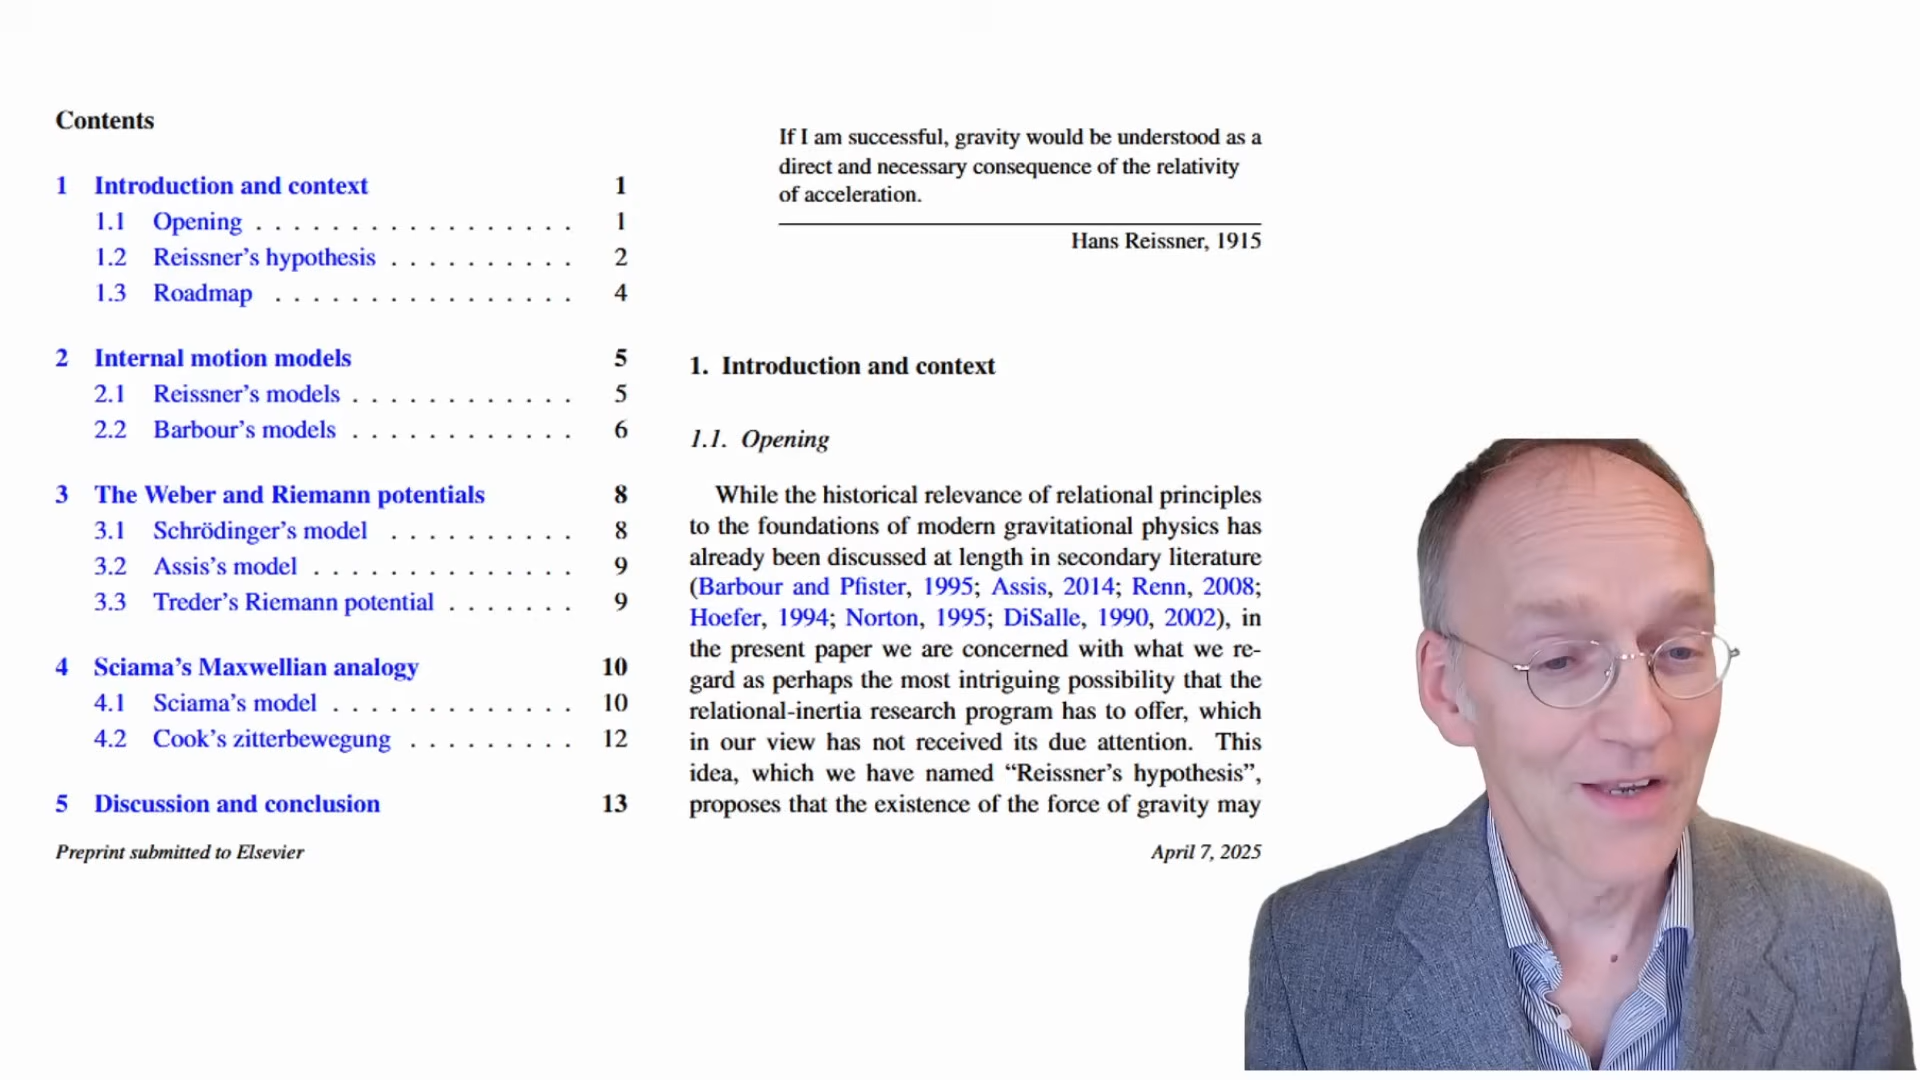 Contents
1 Introduction and context 1
1.1 Opening . . . . . . . . . . . . . . . . . 1
1.2 Reissner's hypothesis . . . . . . . . . . 2
1.3 Roadmap . . . . . . . . . . . . . . . . 4
2 Internal motion models 5
2.1 Reissner's models . . . . . . . . . . . . 5
2.2 Barbour's models . . . . . . . . . . . . 6
3 The Weber and Riemann potentials 8
3.1 Schrödinger's model . . . . . . . . . . 8
3.2 Assis's model . . . . . . . . . . . . . . 9
3.3 Treder's Riemann potential . . . . . . . 9
4 Sciama's Maxwellian analogy 10
4.1 Sciama's model . . . . . . . . . . . . . 10
4.2 Cook's zitterbewegung . . . . . . . . . 12
5 Discussion and conclusion 13
Preprint submitted to Elsevier
If I am successful, gravity would be understood as a
direct and necessary consequence of the relativity
of acceleration.
Hans Reissner, 1915
1. Introduction and context
1.1. Opening
While the historical relevance of relational principles
to the foundations of modern gravitational physics has
already been discussed at length in secondary literature
(Barbour and Pfister, 1995; Assis, 2014; Renn, 2008;
Hoefer, 1994; Norton, 1995; DiSalle, 1990, 2002), in
the present paper we are concerned with what we re-
gard as perhaps the most intriguing possibility that the
relational-inertia research program has to offer, which
in our view has not received its due attention. This
idea, which we have named “Reissner's hypothesis”,
proposes that the existence of the force of gravity may
April 7, 2025